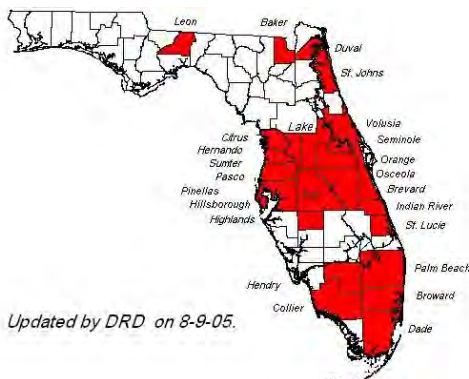 Leon
Baker
Duval
St. Johns
Lake
Volusia
Seminole
Orange
Osceola
Brevard
Indian River
St. Lucie
Citrus
Hernando
Sumter
Pasco
Pinellas
Hillsborough
Highlands
Palm Beach
Broward
Dade
Hendry
Collier
Updated by DRD on 8-9-05.